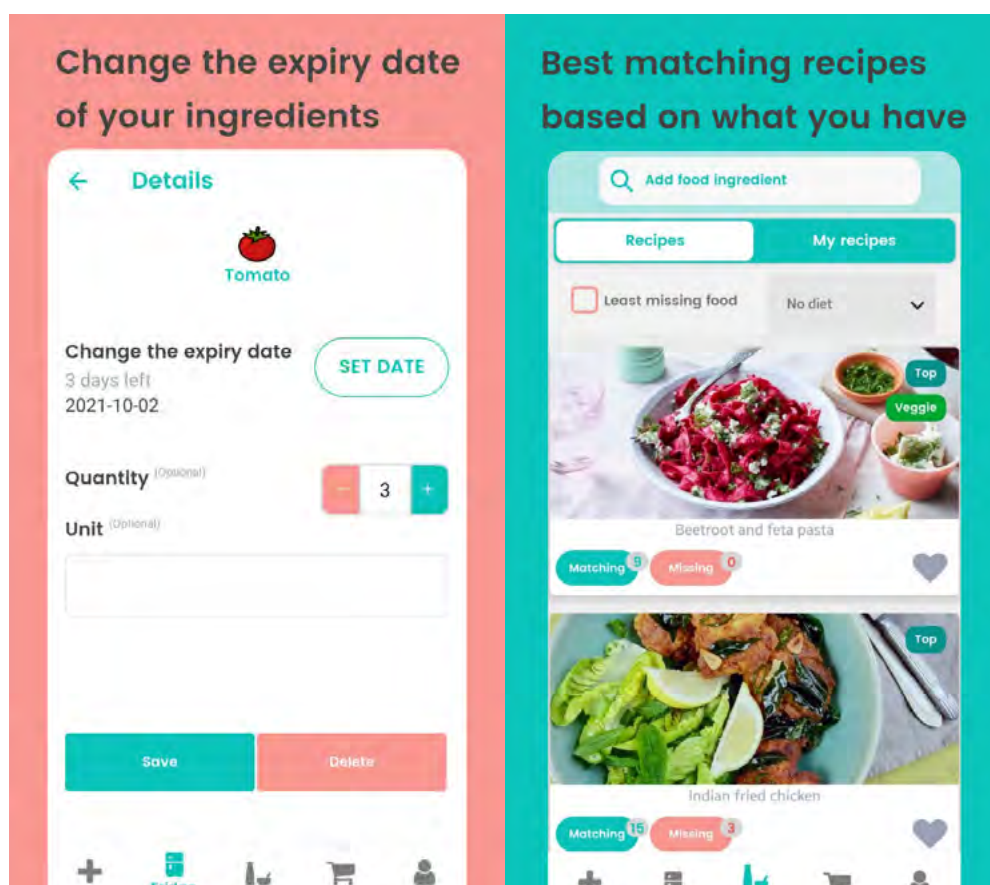 Change the expiry date
of your ingredients
Details
Tomato
Change the expiry date
3 days left
2021-10-02
SET DATE
Quantity (Optional)
- 3 +
Unit (Optional)
Save
Delete
Fridge
Best matching recipes
based on what you have
Add food ingredient
Recipes
My recipes
Least missing food
No diet
Top
Veggie
Beetroot and feta pasta
Matching 9
Missing 0
Top
Indian fried chicken
Matching 15
Missing 3